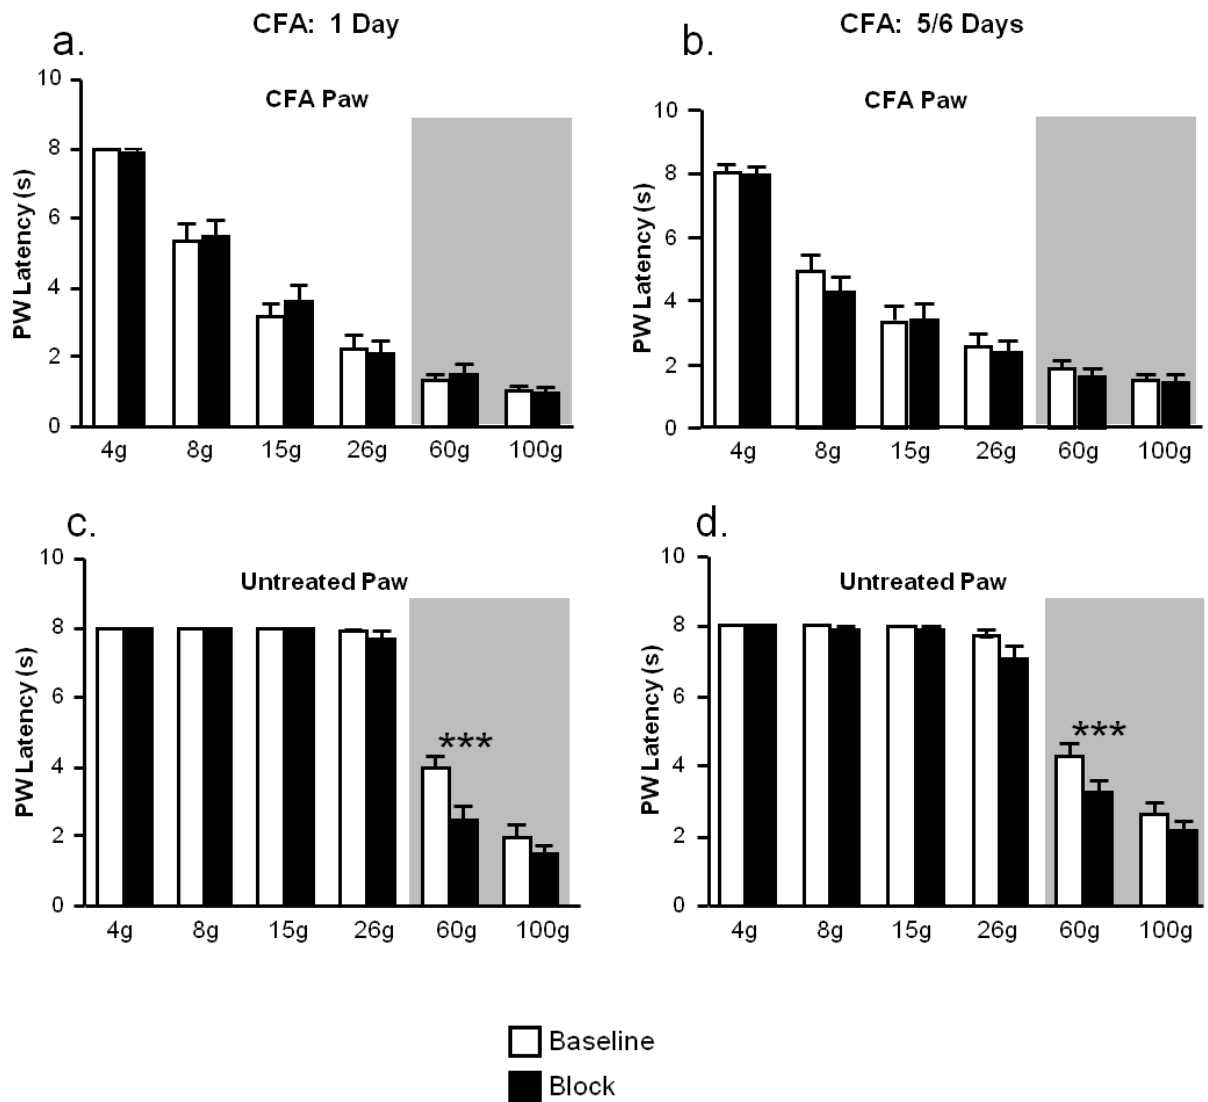 CFA: 1 Day
CFA: 5/6 Days
a.
CFA Paw
PW Latency (s)
10
8
6
4
2
0
4g 8g 15g 26g 60g 100g
b.
CFA Paw
PW Latency (s)
10
8
6
4
2
0
4g 8g 15g 26g 60g 100g
c.
Untreated Paw
PW Latency (s)
10
8
6
4
2
0
***
4g 8g 15g 26g 60g 100g
d.
Untreated Paw
PW Latency (s)
10
8
6
4
2
0
***
4g 8g 15g 26g 60g 100g
Baseline
Block